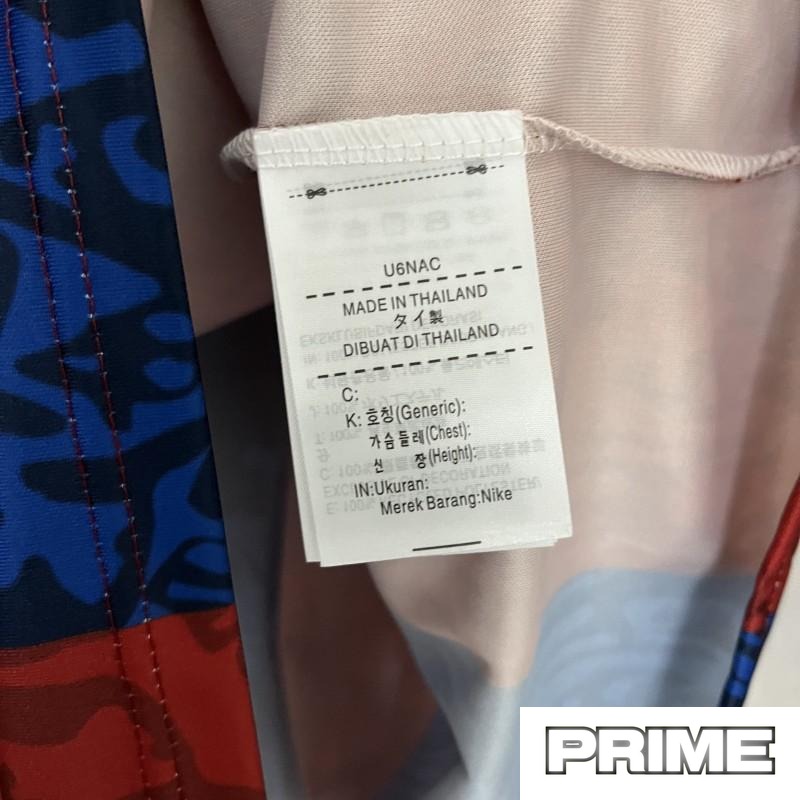 U6NAC
MADE IN THAILAND
タイ製
DIBUAT DI THAILAND
C:
K: 호칭(Generic):
가슴둘레(Chest):
신 장(Height):
IN:Ukuran:
Merek Barang:Nike
PRIME